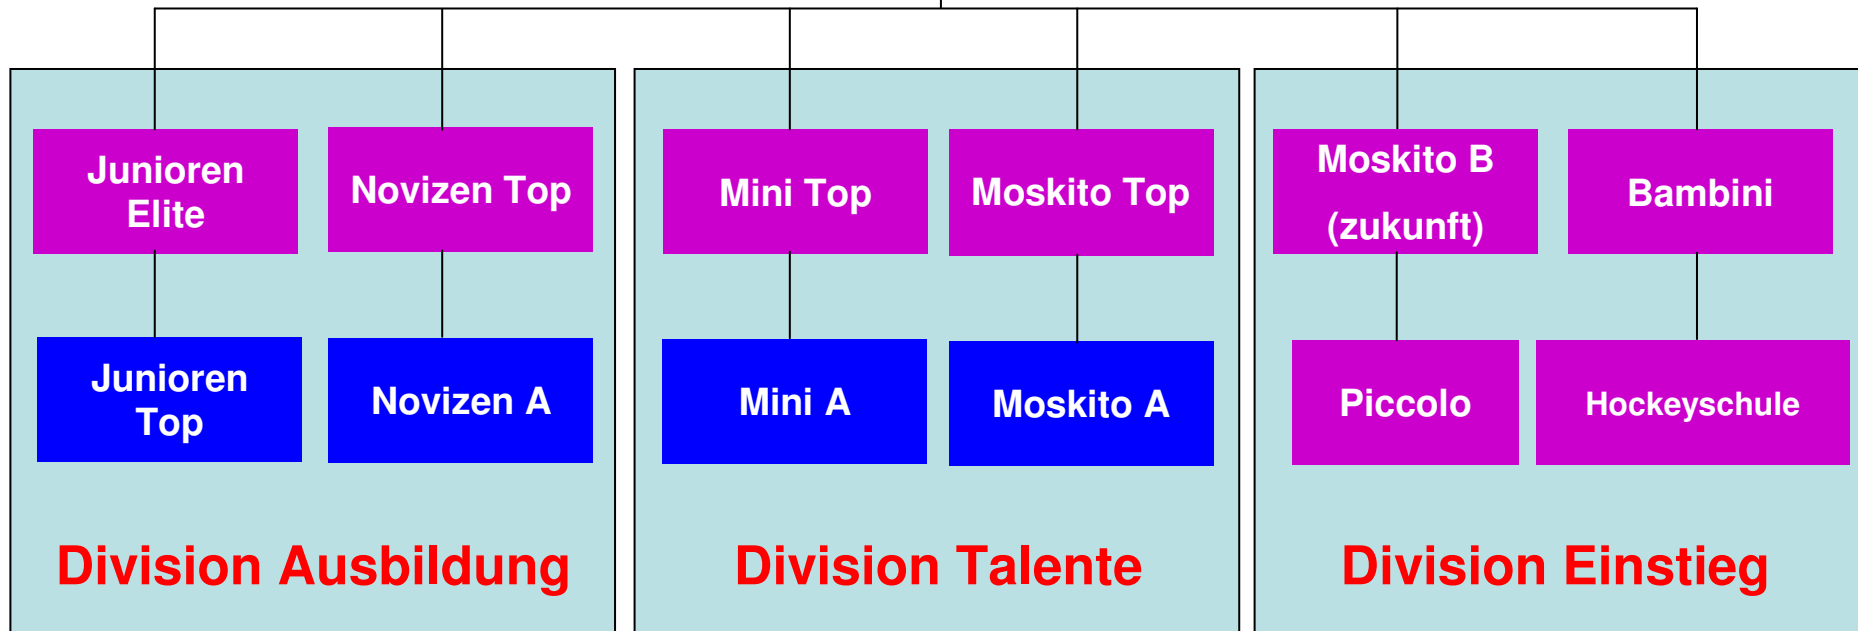 Junioren
Elite
Novizen Top
Mini Top
Moskito Top
Moskito B
(zukunft)
Bambini
Junioren
Top
Novizen A
Mini A
Moskito A
Piccolo
Hockeyschule
Division Ausbildung
Division Talente
Division Einstieg